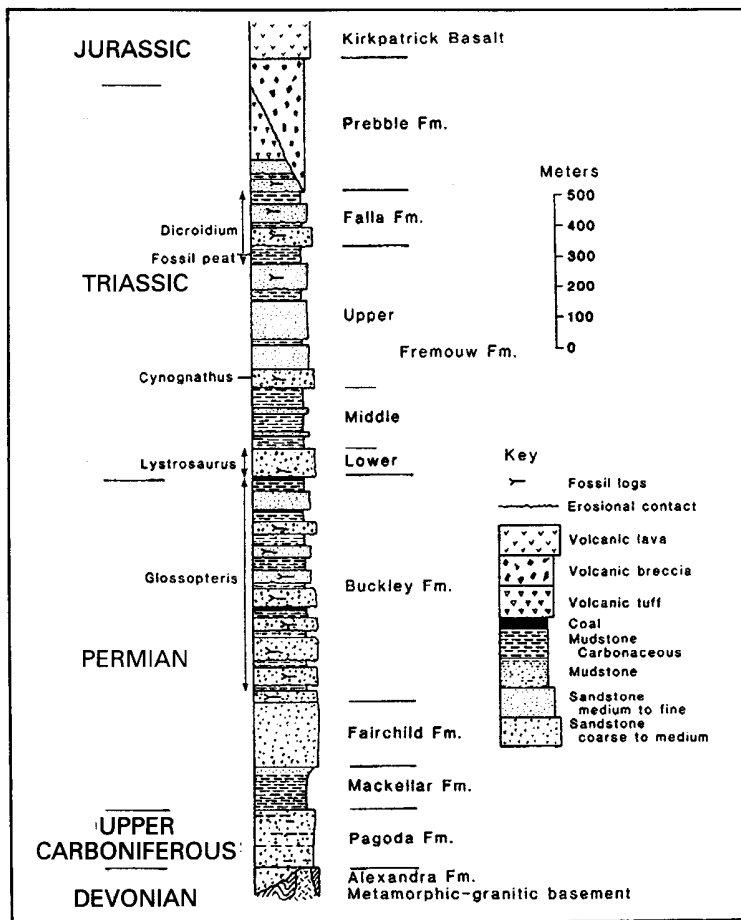 JURASSIC
Kirkpatrick Basalt
Prebble Fm.
Meters
500
400
300
200
100
0
Dicroidium
Falla Fm.
Fossil peat
TRIASSIC
Upper
Fremouw Fm.
Cynognathus
Middle
Lystrosaurus
Lower
Key
Fossil logs
Erosional contact
Volcanic lava
Volcanic breccia
Volcanic tuff
Coal
Mudstone
Carbonaceous
Mudstone
Sandstone
medium to fine
Sandstone
coarse to medium
Glossopteris
Buckley Fm.
PERMIAN
Fairchild Fm.
Mackellar Fm.
UPPER
CARBONIFEROUS
Pagoda Fm.
Alexandra Fm.
DEVONIAN
Metamorphic-granitic basement